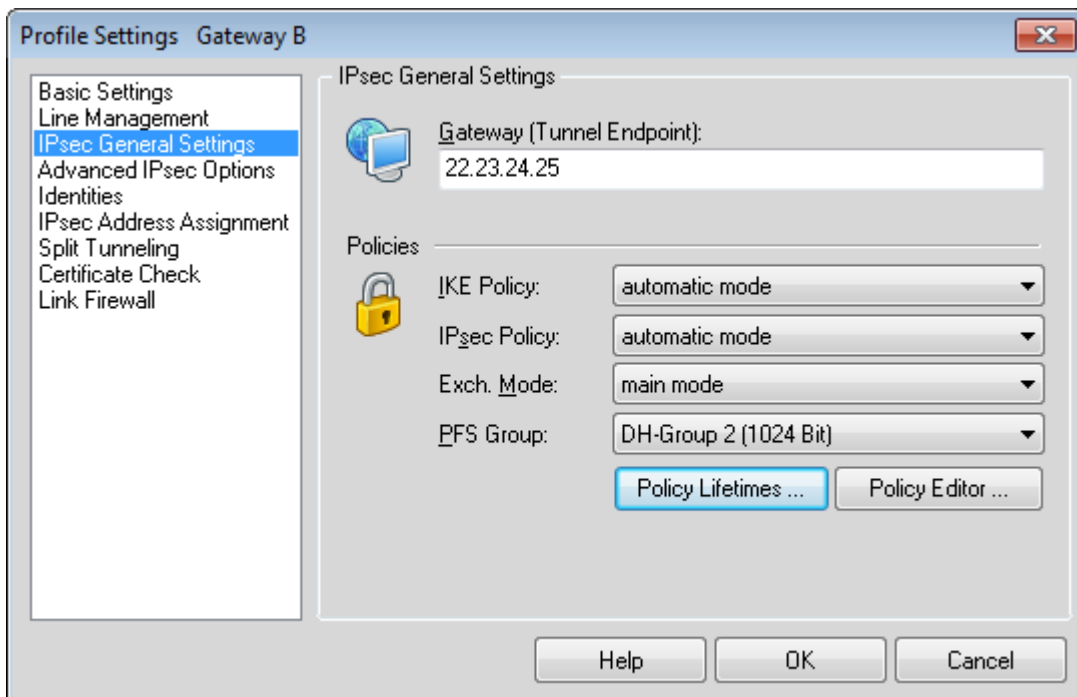 Profile Settings Gateway B
Basic Settings
Line Management
IPsec General Settings
Advanced IPsec Options
Identities
IPsec Address Assignment
Split Tunneling
Certificate Check
Link Firewall
IPsec General Settings
Gateway (Tunnel Endpoint):
22.23.24.25
Policies
IKE Policy: automatic mode
IPsec Policy: automatic mode
Exch. Mode: main mode
PFS Group: DH-Group 2 (1024 Bit)
Policy Lifetimes ... Policy Editor ...
Help OK Cancel